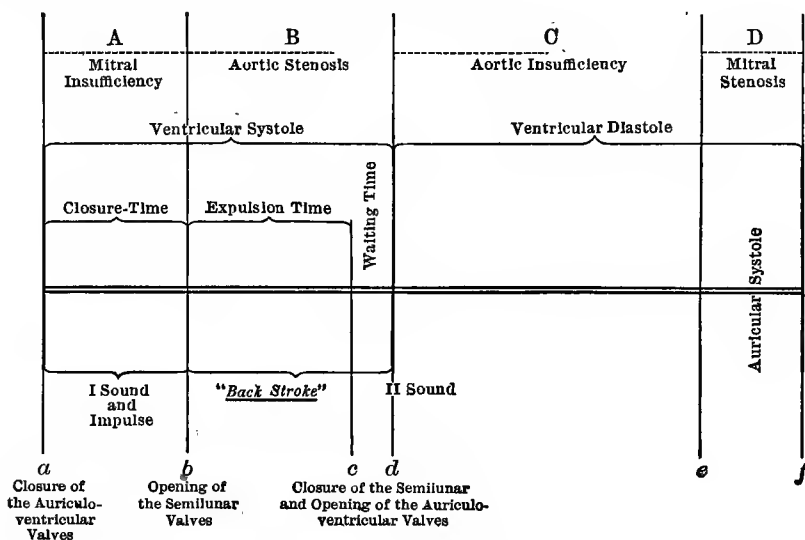 A B C D
Mitral Insufficiency
Aortic Stenosis
Aortic Insufficiency
Mitral Stenosis
Ventricular Systole
Ventricular Diastole
Closure-Time
Expulsion Time
Waiting Time
Auricular Systole
I Sound
and
Impulse
"Back Stroke"
II Sound
a b c d e f
Closure of
the Auriculo-
ventricular
Valves
Opening of
the Semilunar
Valves
Closure of the Semilunar
and Opening of the Auriculo-
ventricular Valves